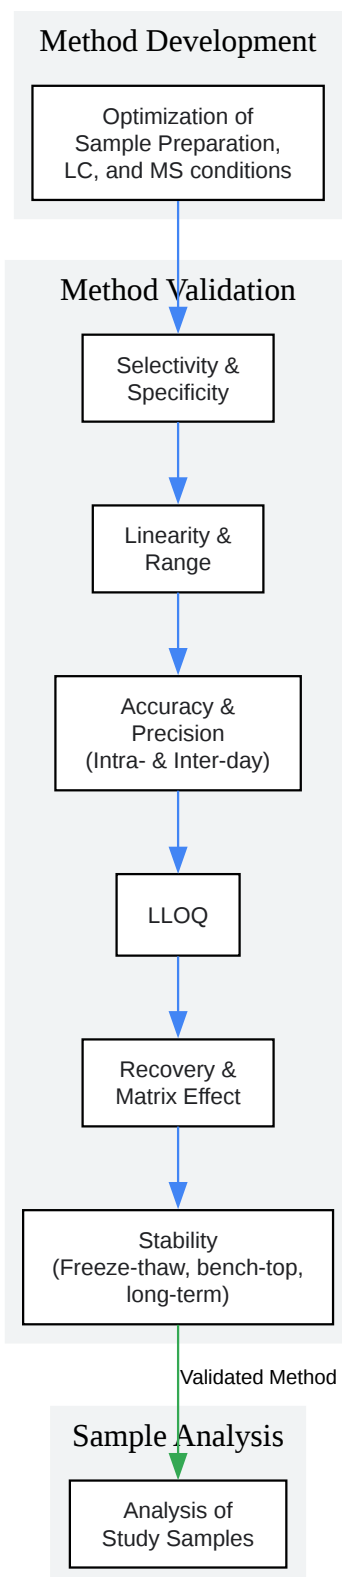 Method Development
Optimization of
Sample Preparation,
LC, and MS conditions
Method Validation
Selectivity &
Specificity
Linearity &
Range
Accuracy &
Precision
(Intra- & Inter-day)
LLOQ
Recovery &
Matrix Effect
Stability
(Freeze-thaw, bench-top,
long-term)
Validated Method
Sample Analysis
Analysis of
Study Samples